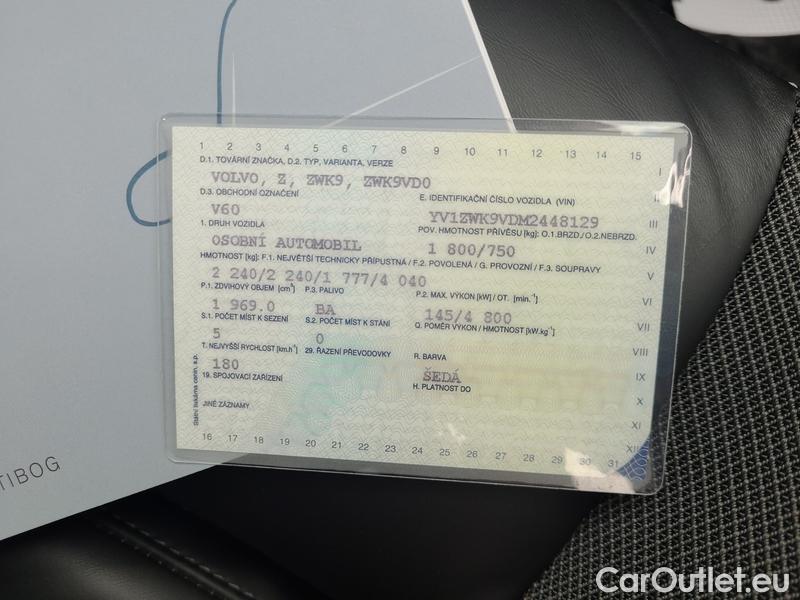 1 2 3 4 5 6 7 8 9 10 11 12 13 14 15
D.1. TOVÁRNÍ ZNAČKA, D.2. TYP, VARIANTA, VERZE
VOLVO, Z, ZWK9, ZWK9VD0
D.3. OBCHODNÍ OZNAČENÍ
E. IDENTIFIKAČNÍ ČÍSLO VOZIDLA (VIN)
V60
YV1ZWK9VDM2448129
1. DRUH VOZIDLA
POV. HMOTNOST PŘÍVĚSU [kg]: O.1.BRZD./O.2.NEBRZD.
OSOBNÍ AUTOMOBIL
1 800/750
HMOTNOST [kg]: F.1. NEJVĚTŠÍ TECHNICKY PŘÍPUSTNÁ / F.2. POVOLENÁ / G. PROVOZNÍ / F.3. SOUPRAVY
2 240/2 240/1 777/4 040
P.1. ZDVIHOVÝ OBJEM [cm³]
P.3. PALIVO
P.2. MAX. VÝKON [kW] / OT. [min.⁻¹]
1 969.0
BA
145/4 800
S.1. POČET MÍST K SEZENÍ
S.2. POČET MÍST K STÁNÍ
Q. POMĚR VÝKON / HMOTNOST [kW.kg⁻¹]
5
0
T. NEJVYŠŠÍ RYCHLOST [km.h⁻¹]
29. ŘAZENÍ PŘEVODOVKY
R. BARVA
180
ŠEDÁ
19. SPOJOVACÍ ZAŘÍZENÍ
H. PLATNOST DO
JINÉ ZÁZNAMY
16 17 18 19 20 21 22 23 24 25 26 27 28 29 30 31
I
II
III
IV
V
VI
VII
VIII
IX
X
XI
XII
Státní tiskárna cenin, s.p.
TIBOG
CarOutlet.eu